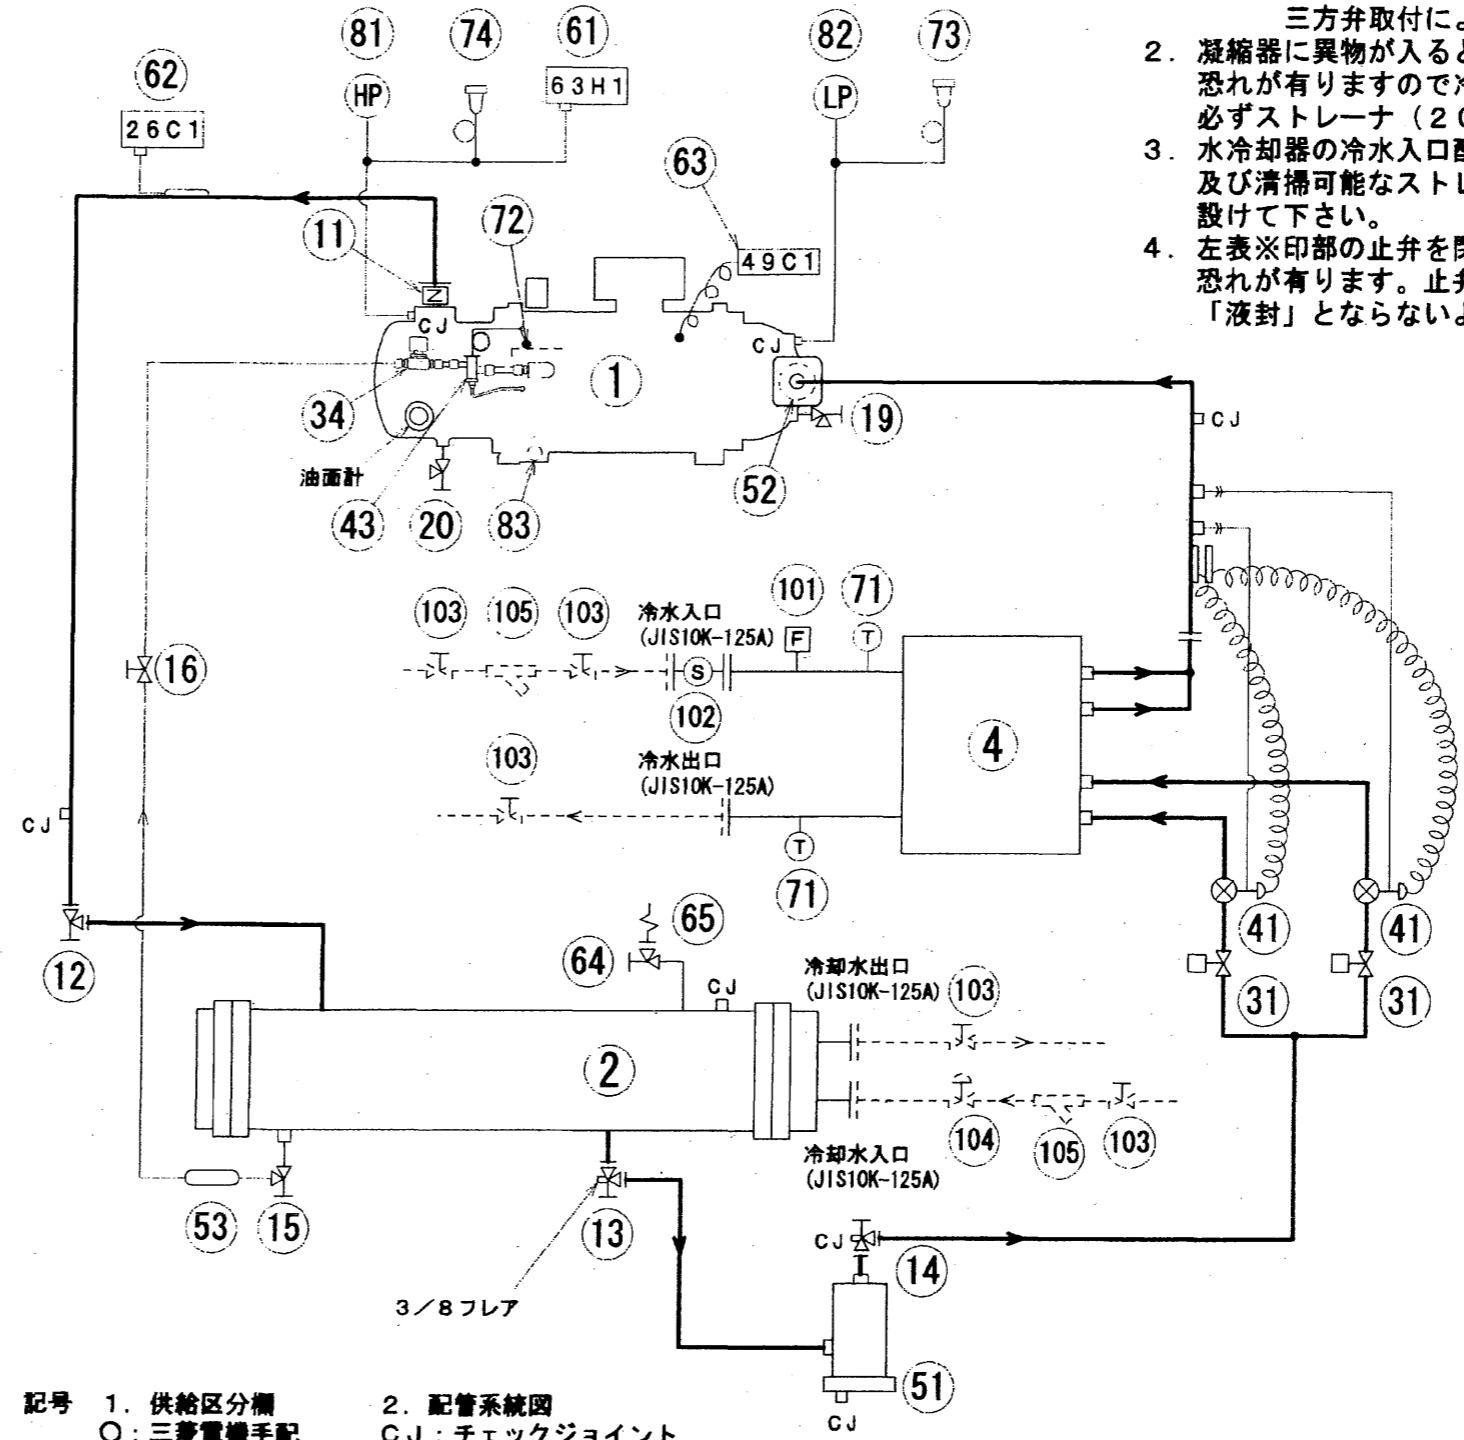 三方弁取付に
2. 凝縮器に異物が入ると
恐れが有りますので
必ずストレーナ(20
3. 水冷却器の冷水入口
及び清掃可能なストレ
設けて下さい。
4. 左表※印部の止弁を閉
恐れが有ります。止弁
「液封」とならないよ
81
74
61
82
73
62
HP
63H1
LP
26C1
63
72
11
49C1
CJ
CJ
1
34
19
CJ
油面計
52
43
20
83
101
71
103
105
103
冷水入口
(JIS10K-125A)
F
T
16
S
102
4
103
冷水出口
(JIS10K-125A)
CJ
T
71
65
41
41
12
64
冷却水出口
(JIS10K-125A)
103
CJ
31
31
2
104
105
103
冷却水入口
(JIS10K-125A)
53
15
13
CJ
14
3/8フレア
51
CJ
記号 1. 供給区分欄 2. 配管系統図
○:三菱電機手配 CJ:チェックジョイント